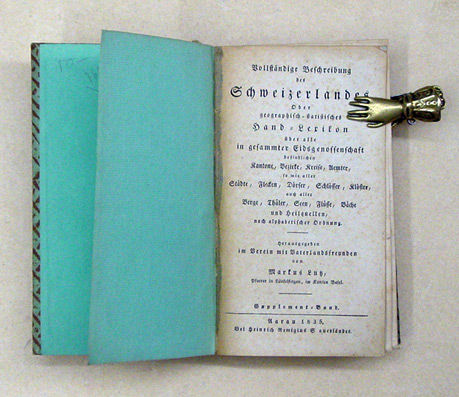 Vollständige Beschreibung
des
Schweizerlandes
Oder
geographisch-statistisches
Hand-Lexikon
über alle
in gesammter Eidsgenossenschaft
befindlichen
Kantone, Bezirke, Kreise, Aemter,
so wie aller
Städte, Flecken, Dörfer, Schlösser, Klöster,
auch aller
Berge, Thäler, Seen, Flüsse, Bäche
und Heilquellen,
nach alphabetischer Ordnung.
Herausgegeben
im Verein mit Vaterlandsfreunden
von
Markus Lutz,
Pfarrer in Läufelfingen, im Kanton Basel.
Supplement-Band.
Aarau 1835.
Bei Heinrich Remigius Sauerländer.